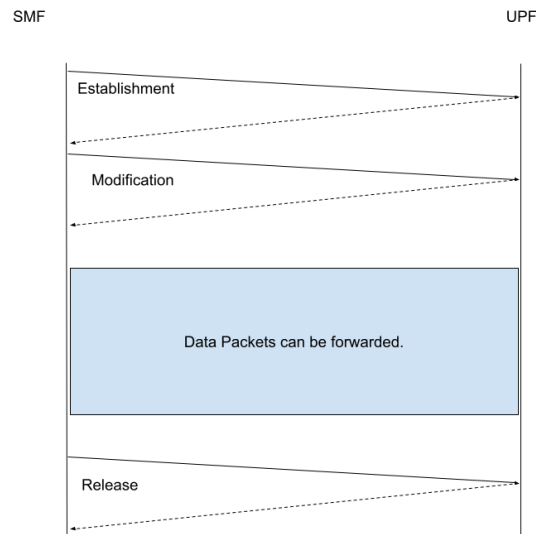 SMF
UPF
Establishment
Modification
Data Packets can be forwarded.
Release